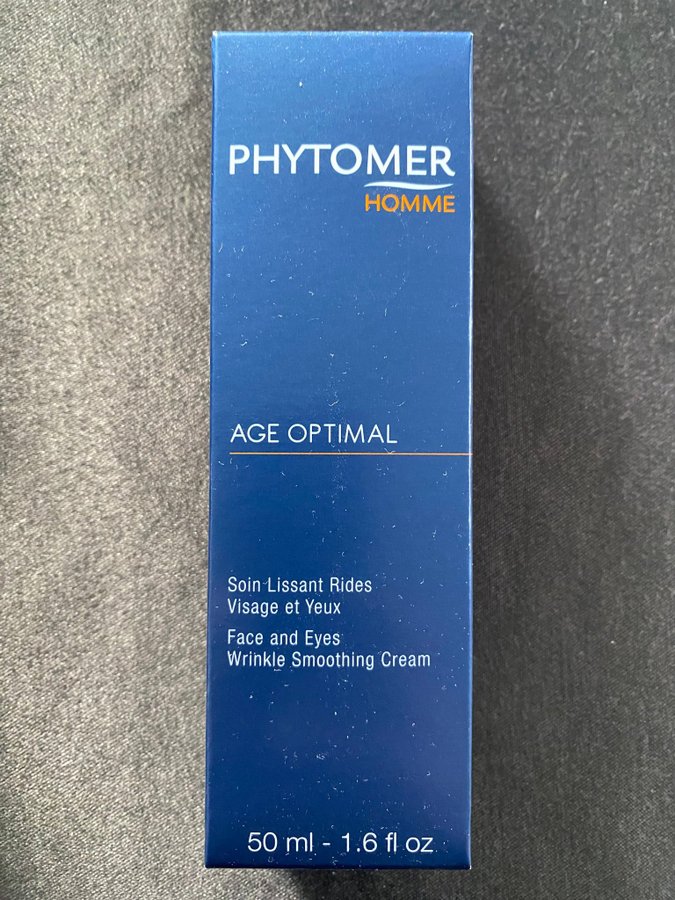 PHYTOMER
HOMME
AGE OPTIMAL
Soin Lissant Rides
Visage et Yeux
Face and Eyes
Wrinkle Smoothing Cream
50 ml - 1.6 fl oz